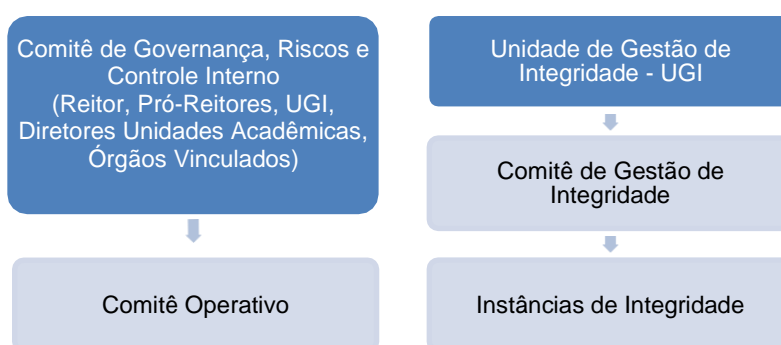 Comitê de Governança, Riscos e
Controle Interno
(Reitor, Pró-Reitores, UGI,
Diretores Unidades Acadêmicas,
Órgãos Vinculados)
Comitê Operativo
Unidade de Gestão de
Integridade - UGI
Comitê de Gestão de
Integridade
Instâncias de Integridade